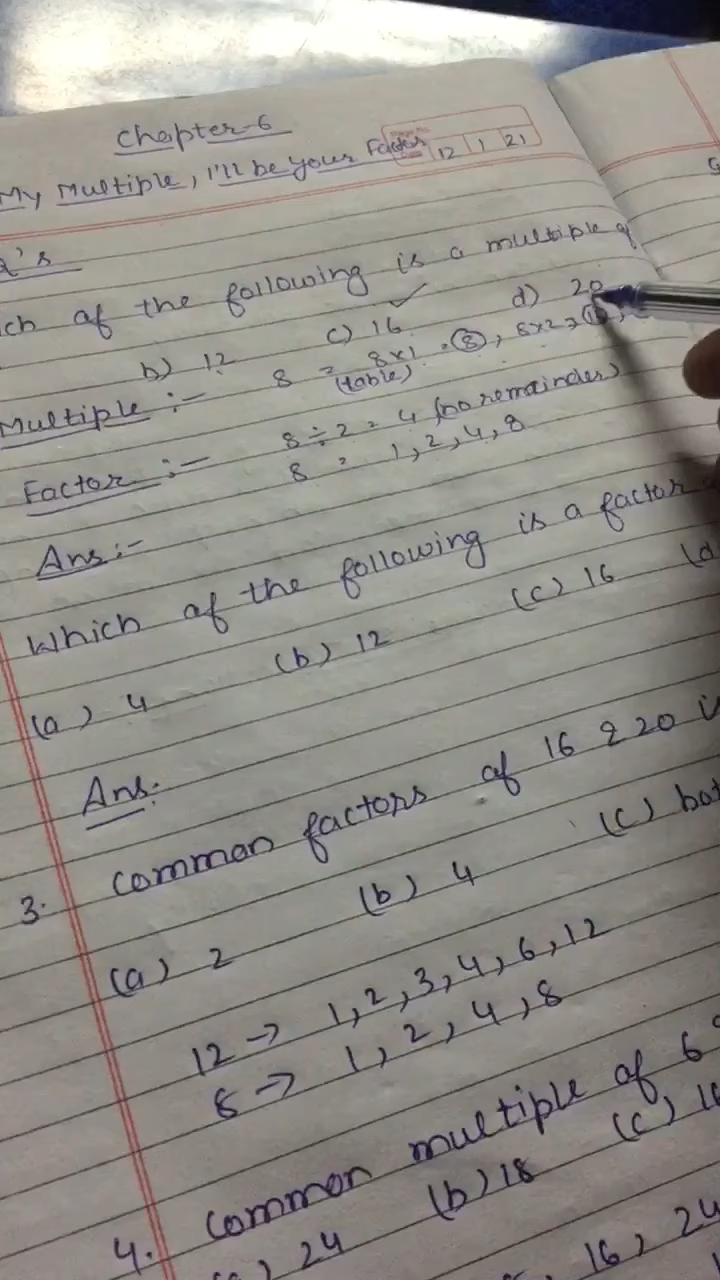 Chapter-6
My Multiple, I'll be your Factor
12 1 21
Q's
ch of the following is a multiple of
b) 12 c) 16 ✓ d) 20
Multiple :- 8 = 8x1 = 8, 8x2 =
(table)
Factor :- 8 ÷ 2 = 4 (no remainder)
8 = 1, 2, 4, 8
Ans:-
Which of the following is a factor
(a) 4 (b) 12 (c) 16 (d
Ans:
3. Common factors of 16 & 20 i
(a) 2 (b) 4 (c) bot
12 → 1, 2, 3, 4, 6, 12
8 → 1, 2, 4, 8
4. Common multiple of 6
24 (b) 18 (c) 16
16, 24